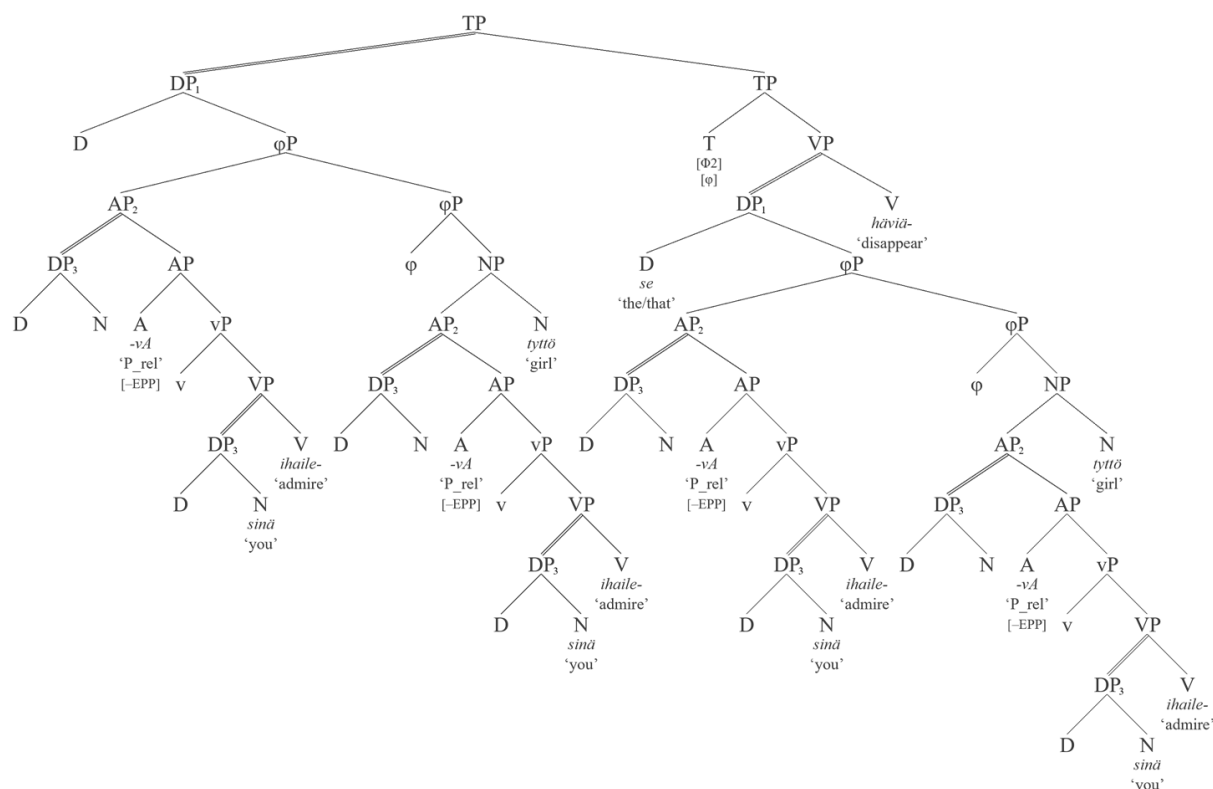 TP
DP₁ TP
D φP T VP
[Φ2]
[φ]
AP₂ φP DP₁ V
häviä-
‘disappear’
DP₃ AP φ NP D φP
se
‘the/that’
D N A vP AP₂ N AP₂ φP
-vA tyttö
‘P_rel’ ‘girl’
[–EPP] v VP DP₃ AP DP₃ AP φ NP
DP₃ V D N A vP D N A vP AP₂ N
ihaile- -vA -vA tyttö
‘admire’ ‘P_rel’ ‘P_rel’ ‘girl’
[–EPP] [–EPP]
D N v VP v VP DP₃ AP
sinä
‘you’
DP₃ V DP₃ V D N A vP
ihaile- ihaile- -vA
‘admire’ ‘admire’ ‘P_rel’
[–EPP]
D N D N v VP
sinä sinä
‘you’ ‘you’
DP₃ V
ihaile-
‘admire’
D N
sinä
‘you’